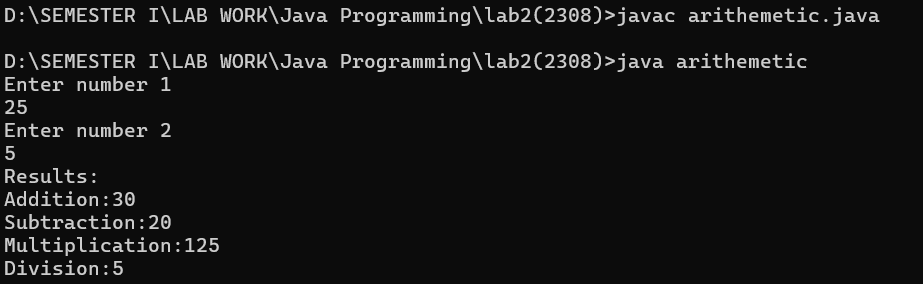 D:\SEMESTER I\LAB WORK\Java Programming\lab2(2308)>javac arithemetic.java
D:\SEMESTER I\LAB WORK\Java Programming\lab2(2308)>java arithemetic
Enter number 1
25
Enter number 2
5
Results:
Addition:30
Subtraction:20
Multiplication:125
Division:5